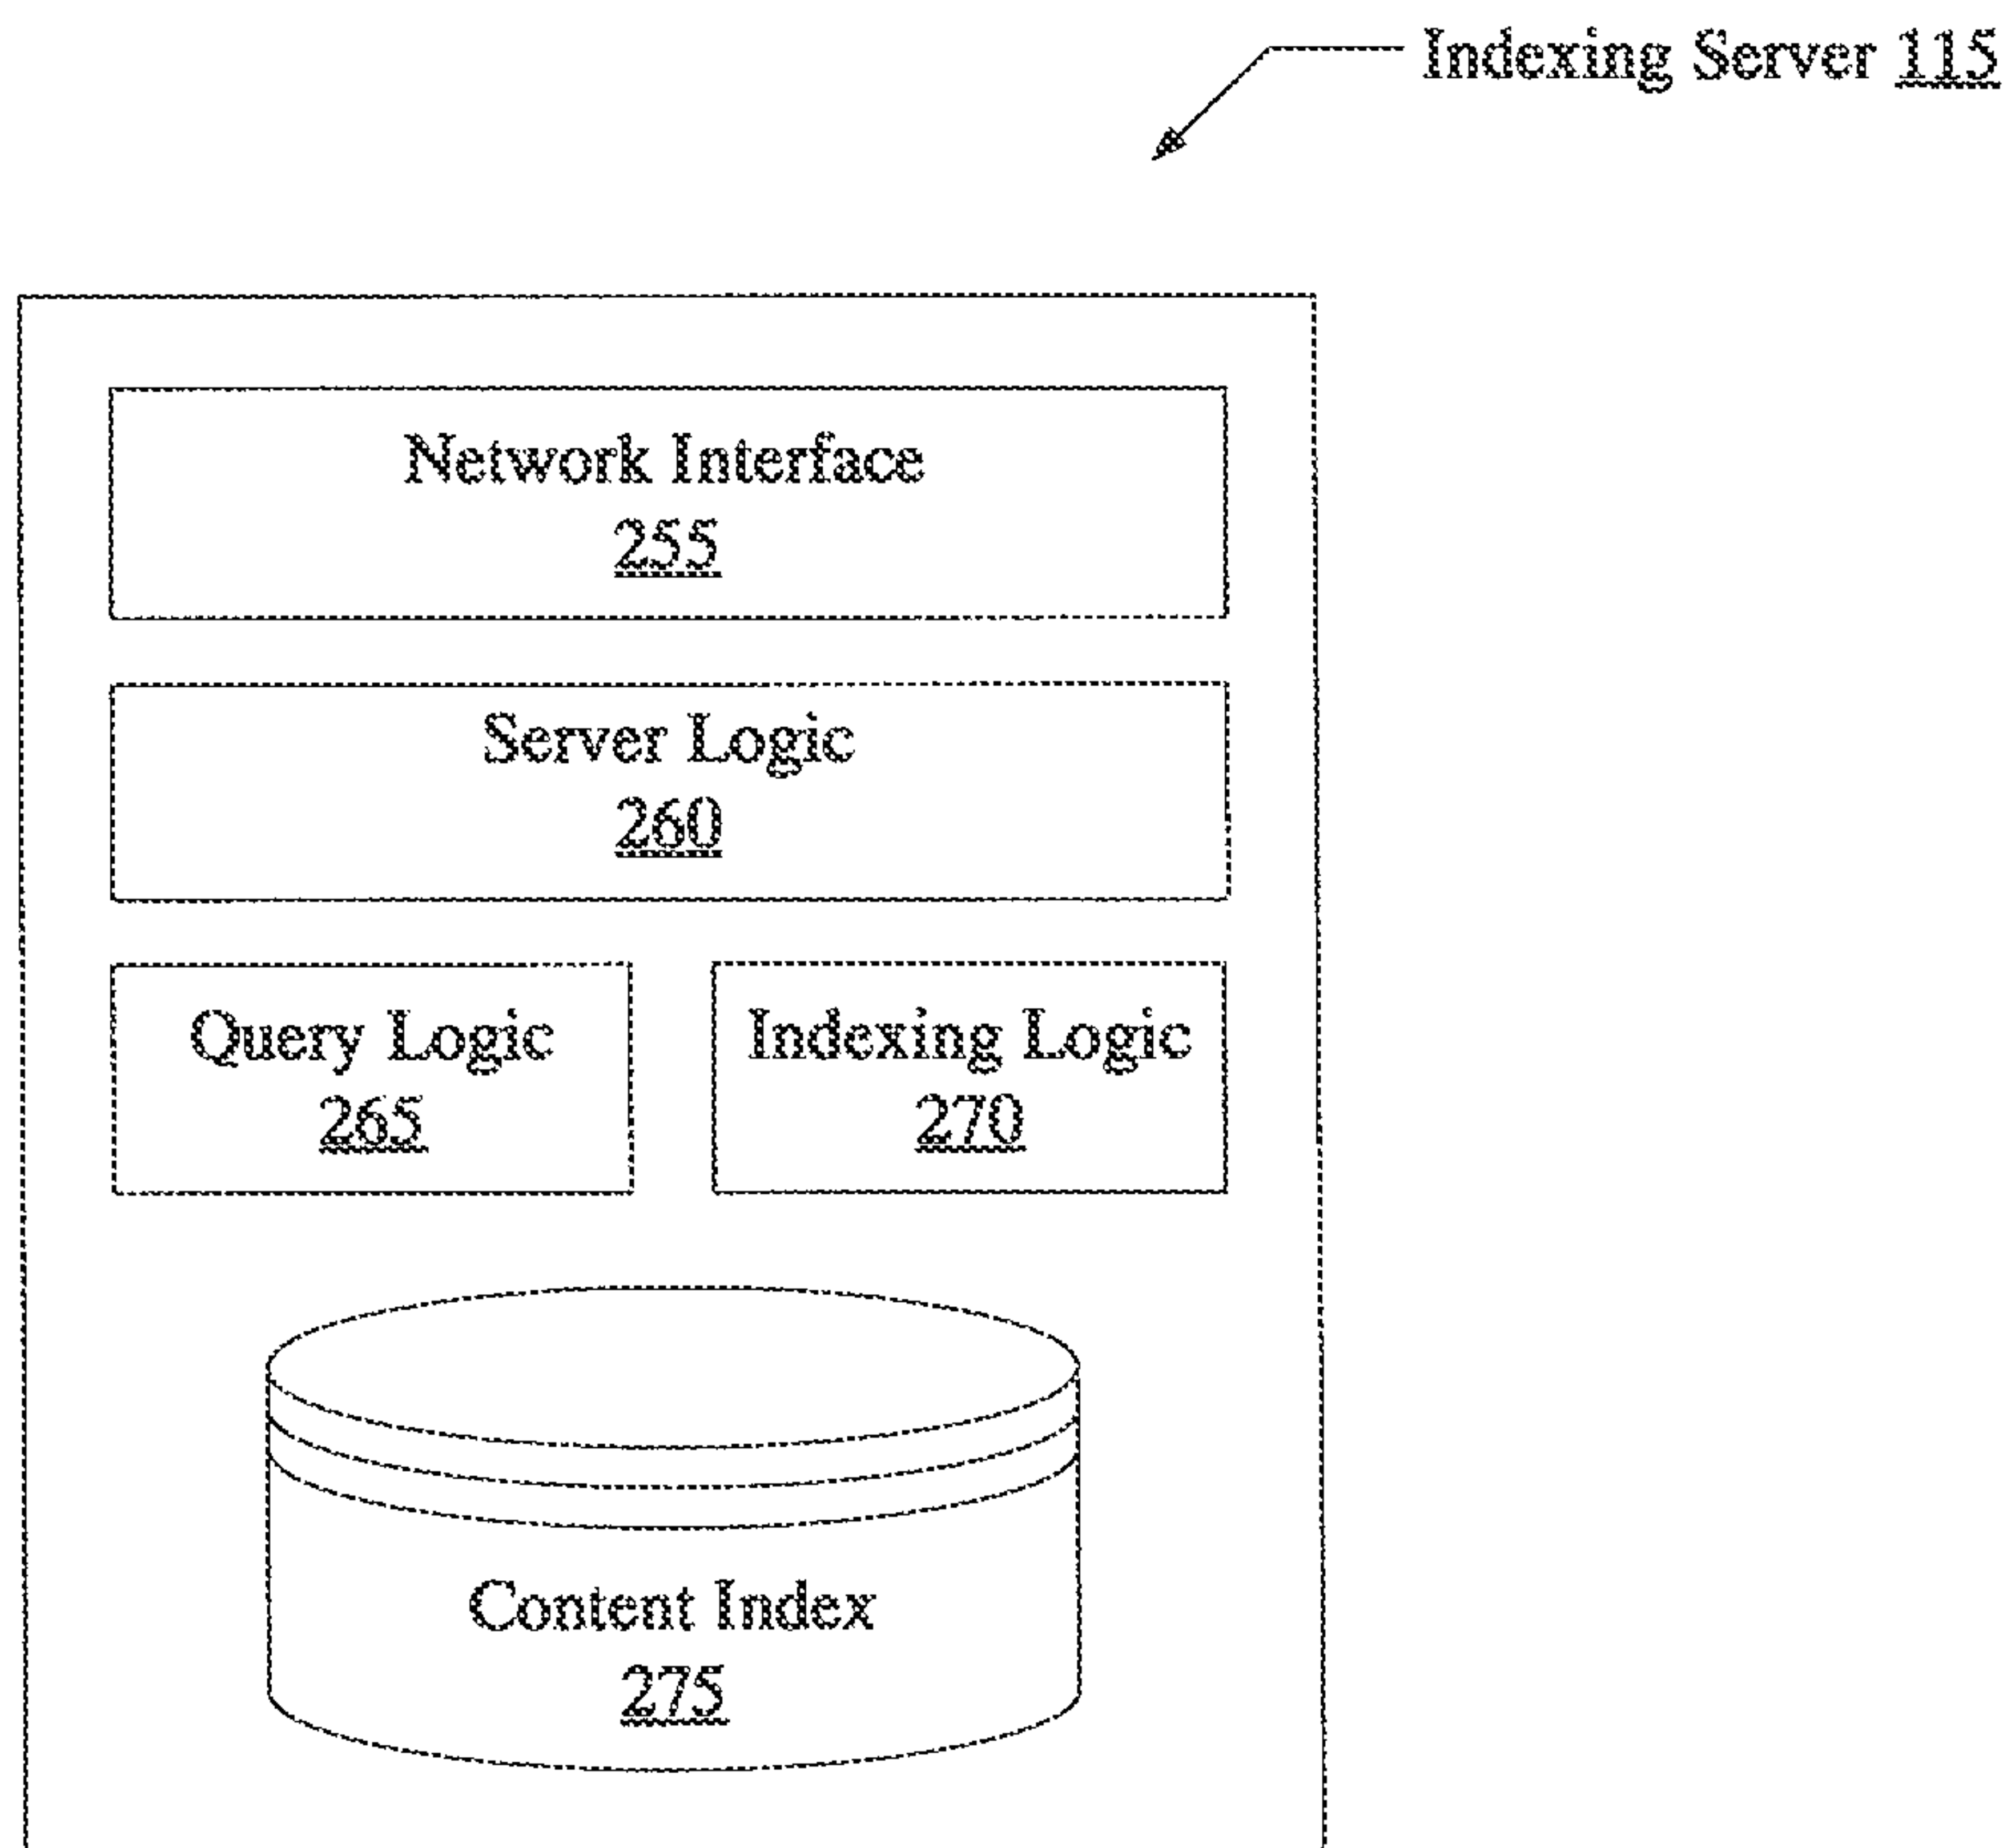 Indexing Server 115
Network Interface
255
Server Logic
260
Query Logic
265
Indexing Logic
270
Content Index
275